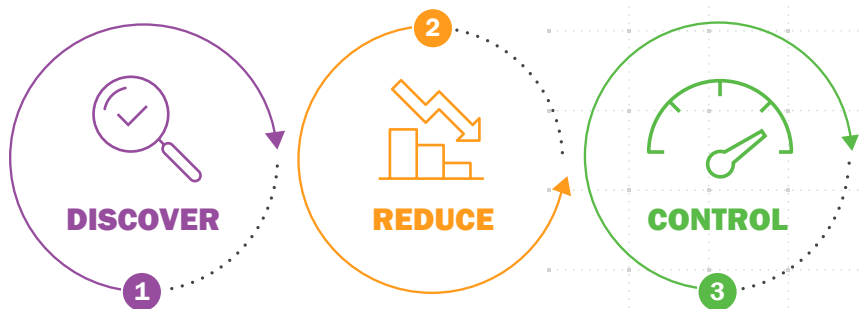 DISCOVER
1
2
REDUCE
CONTROL
3